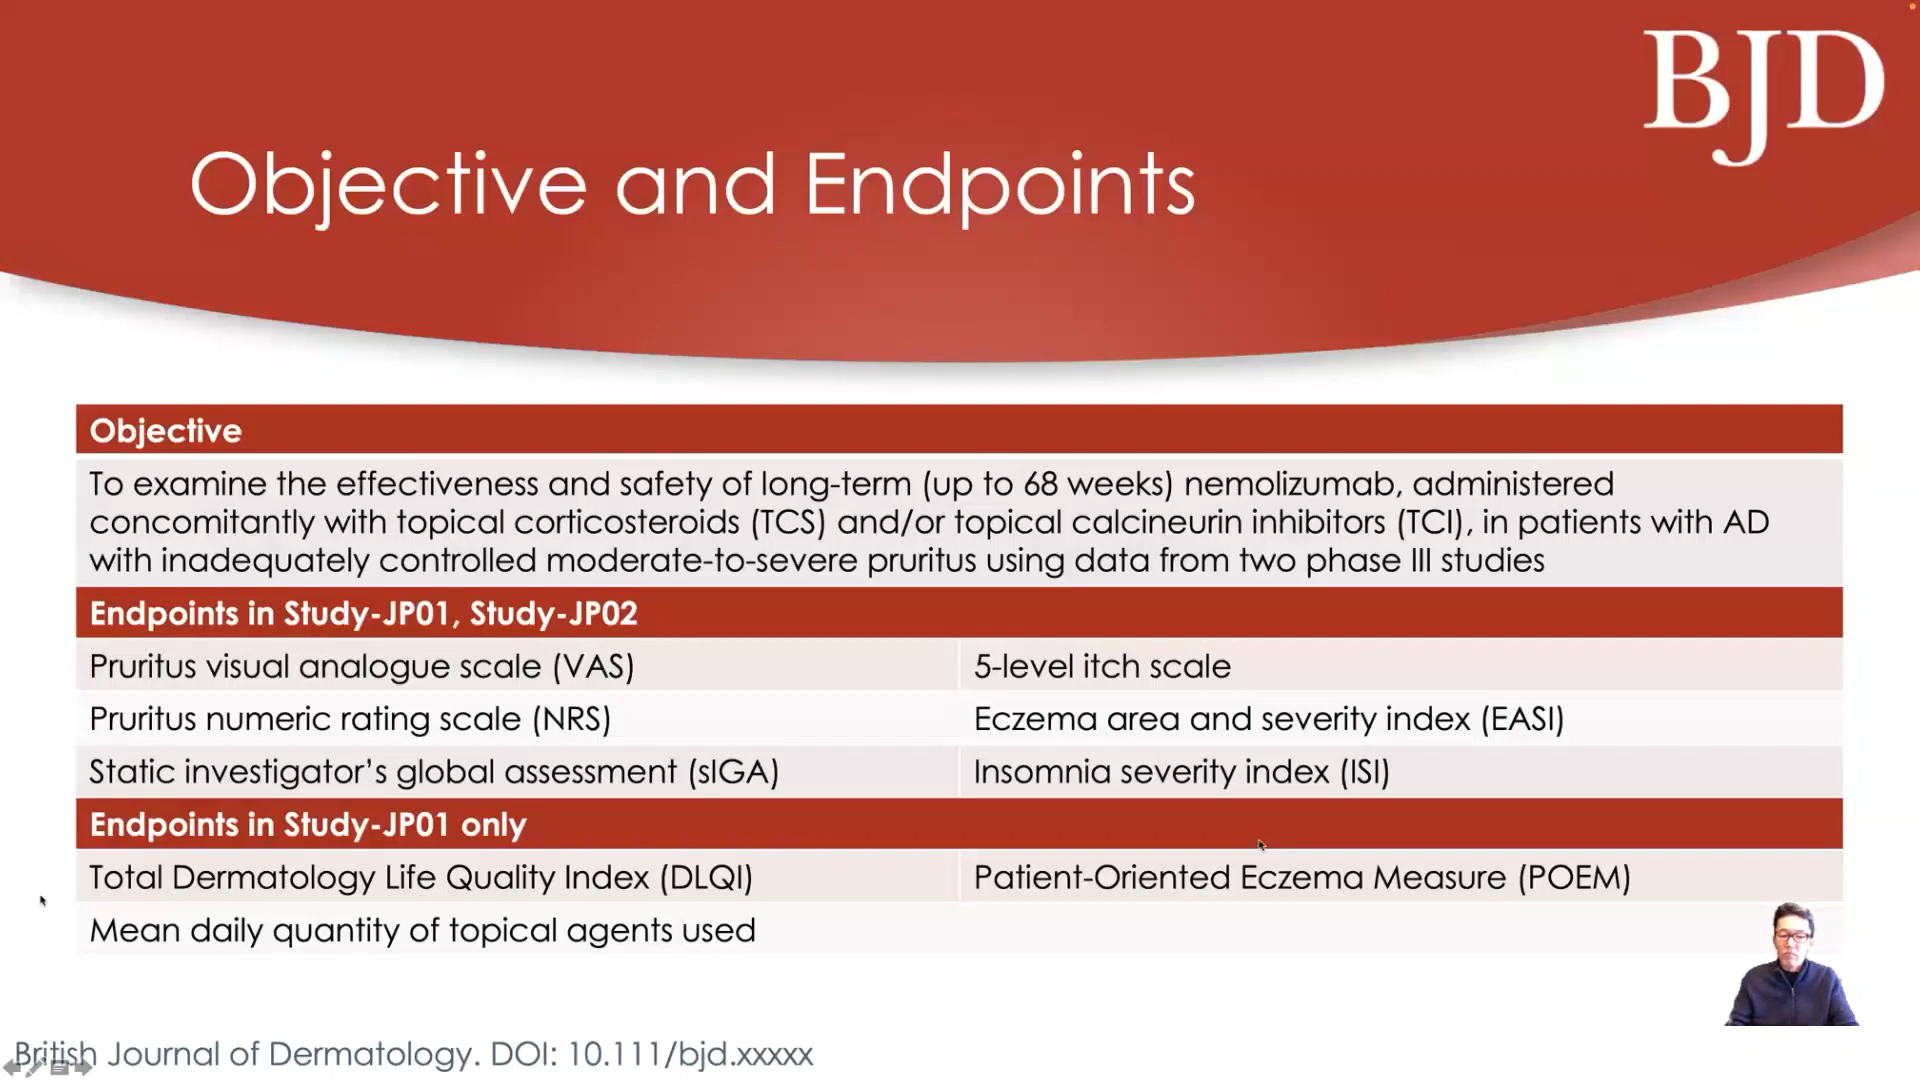 BJD
Objective and Endpoints
Objective
To examine the effectiveness and safety of long-term (up to 68 weeks) nemolizumab, administered
concomitantly with topical corticosteroids (TCS) and/or topical calcineurin inhibitors (TCI), in patients with AD
with inadequately controlled moderate-to-severe pruritus using data from two phase III studies
Endpoints in Study-JP01, Study-JP02
Pruritus visual analogue scale (VAS)
5-level itch scale
Pruritus numeric rating scale (NRS)
Eczema area and severity index (EASI)
Static investigator’s global assessment (sIGA)
Insomnia severity index (ISI)
Endpoints in Study-JP01 only
Total Dermatology Life Quality Index (DLQI)
Patient-Oriented Eczema Measure (POEM)
Mean daily quantity of topical agents used
British Journal of Dermatology. DOI: 10.111/bjd.xxxxx